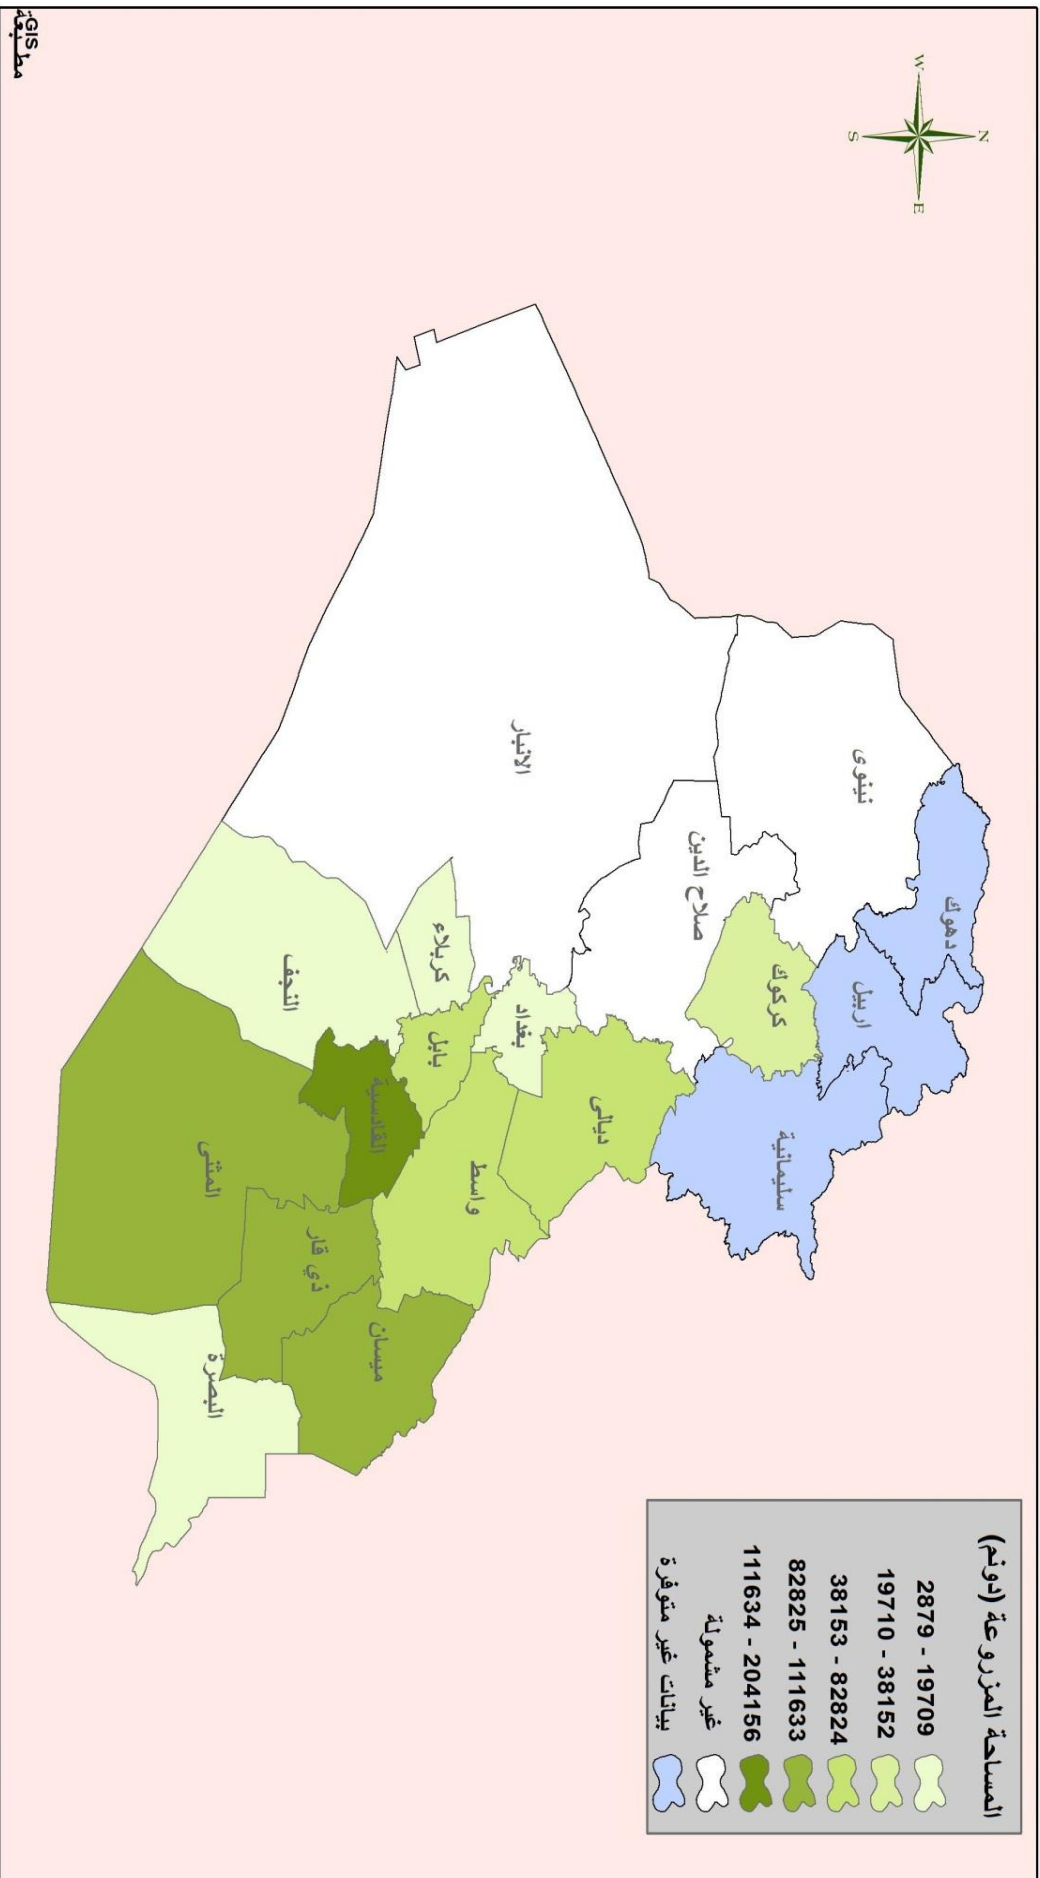 N
W
E
S
المساحة المزروعة (دونم)
2879 - 19709
19710 - 38152
38153 - 82824
82825 - 111633
111634 - 204156
غير مشمولة
بيانات غير متوفرة
دهوك
نينوى
اربيل
كركوك
سليمانية
صلاح الدين
ديالى
الانبار
بغداد
كربلاء
بابل
واسط
القادسية
النجف
ميسان
ذي قار
المثنى
البصرة
مطبعة GIS